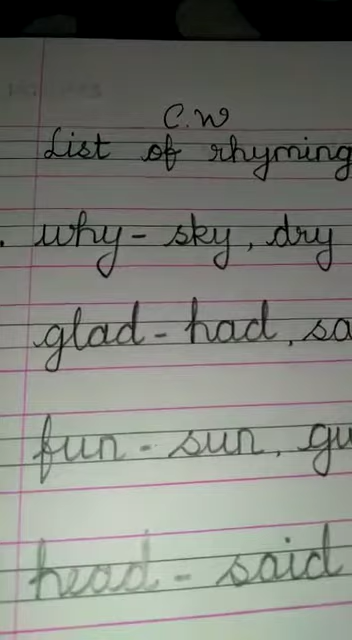 C.W
List of rhyming
why - sky, dry
glad - had,
fun - sun,
head - said